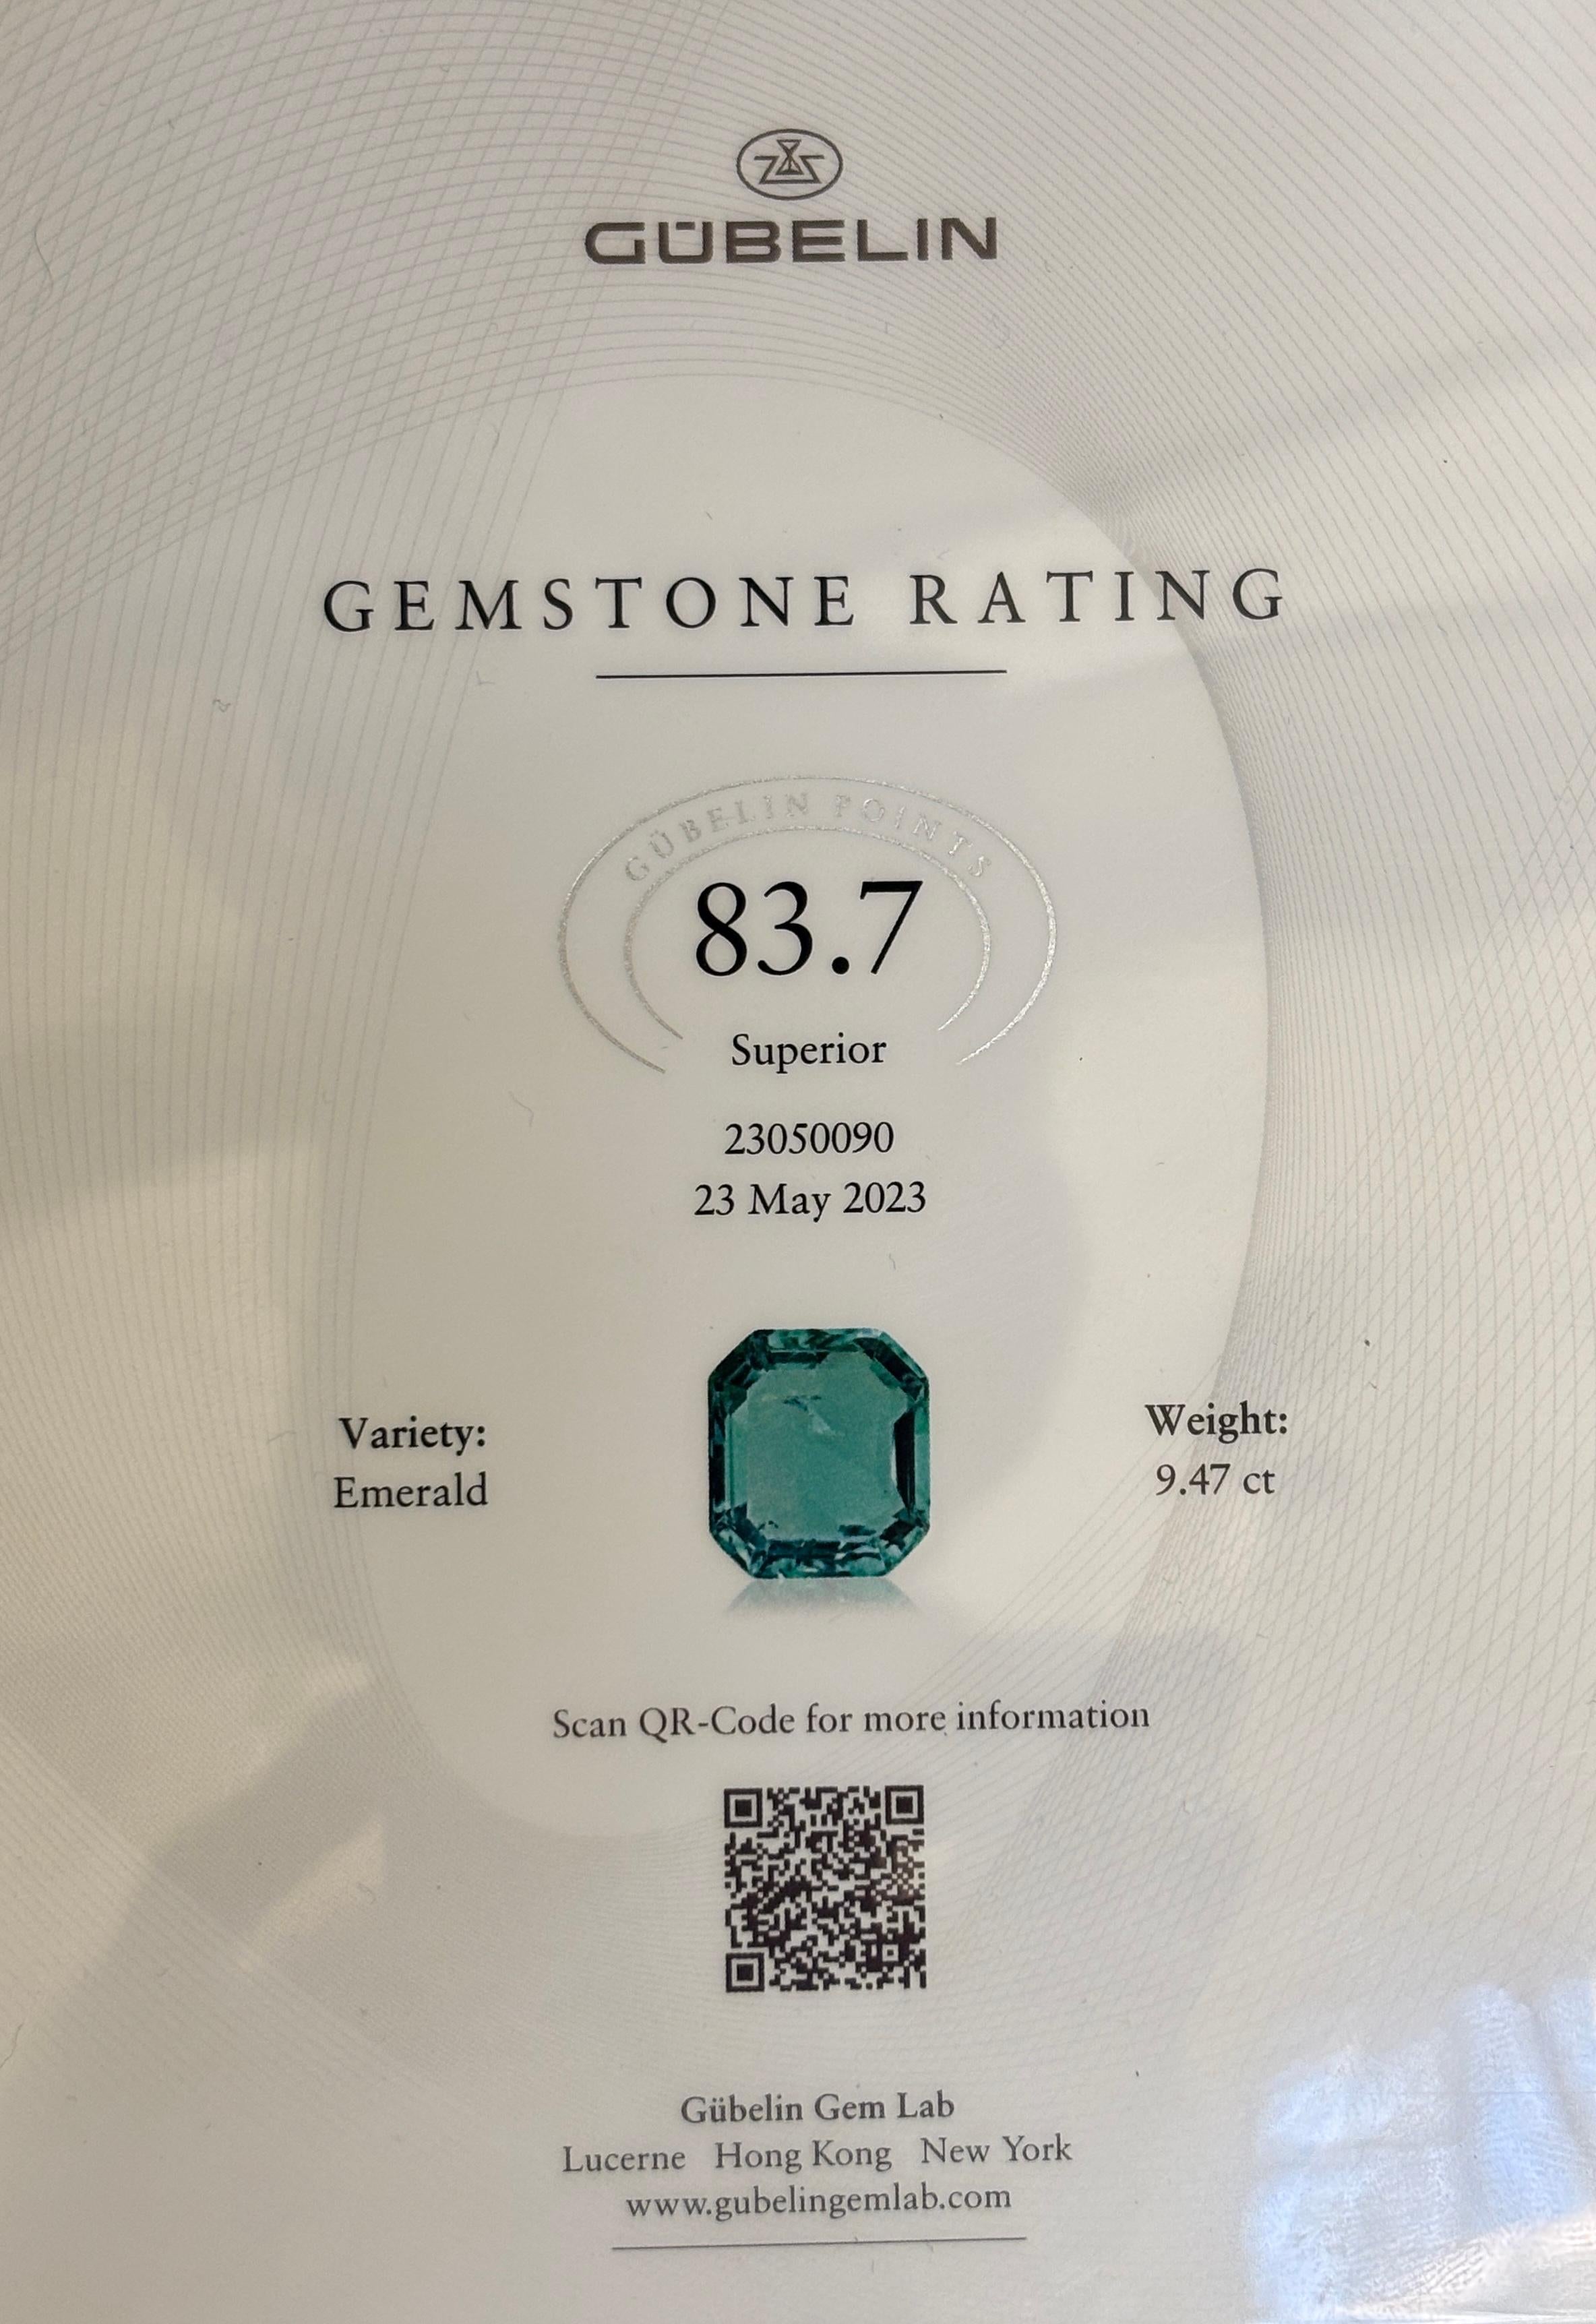 GÜBELIN
GEMSTONE RATING
GÜBELIN POINTS
83.7
Superior
23050090
23 May 2023
Variety:
Emerald
Weight:
9.47 ct
Scan QR-Code for more information
Gübelin Gem Lab
Lucerne Hong Kong New York
www.gubelingemlab.com